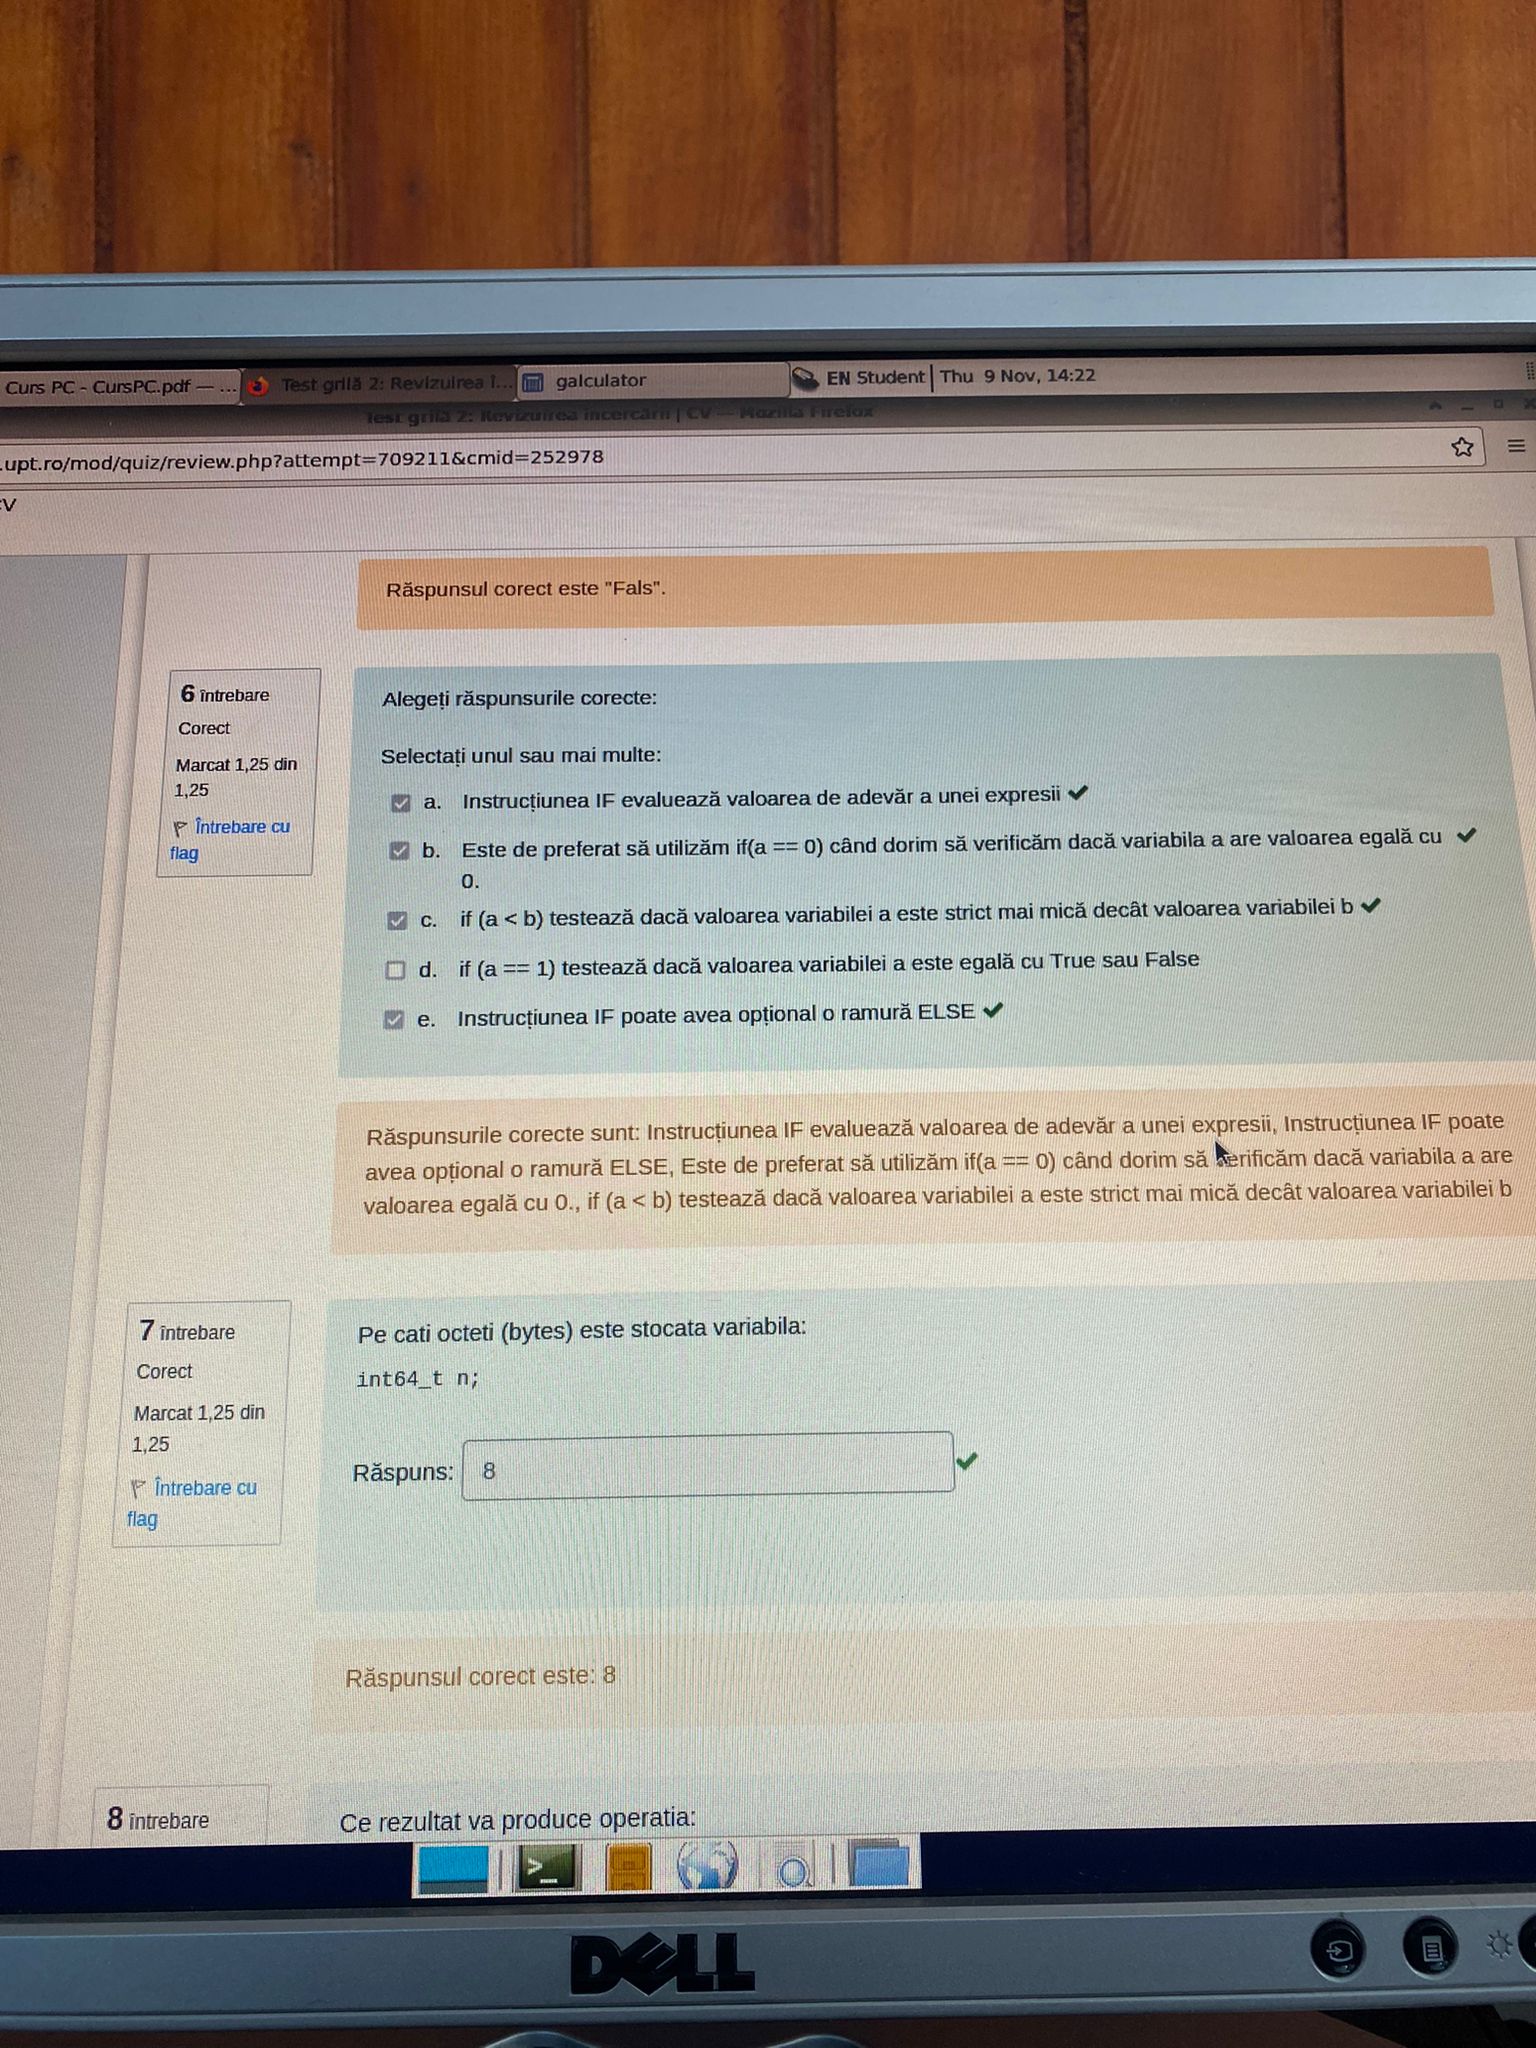 Curs PC - CursPC.pdf — ...
Test grilă 2: Revizuirea î...
galculator
EN Student
Thu 9 Nov, 14:22
Test grilă 2: Revizuirea încercării | CV — Mozilla Firefox
.upt.ro/mod/quiz/review.php?attempt=709211&cmid=252978
CV
Răspunsul corect este "Fals".
6 întrebare
Corect
Marcat 1,25 din
1,25
Întrebare cu
flag
Alegeți răspunsurile corecte:
Selectați unul sau mai multe:
a. Instrucțiunea IF evaluează valoarea de adevăr a unei expresii
b. Este de preferat să utilizăm if(a == 0) când dorim să verificăm dacă variabila a are valoarea egală cu
0.
c. if (a < b) testează dacă valoarea variabilei a este strict mai mică decât valoarea variabilei b
d. if (a == 1) testează dacă valoarea variabilei a este egală cu True sau False
e. Instrucțiunea IF poate avea opțional o ramură ELSE
Răspunsurile corecte sunt: Instrucțiunea IF evaluează valoarea de adevăr a unei expresii, Instrucțiunea IF poate
avea opțional o ramură ELSE, Este de preferat să utilizăm if(a == 0) când dorim să verificăm dacă variabila a are
valoarea egală cu 0., if (a < b) testează dacă valoarea variabilei a este strict mai mică decât valoarea variabilei b
7 întrebare
Corect
Marcat 1,25 din
1,25
Întrebare cu
flag
Pe cati octeti (bytes) este stocata variabila:
int64_t n;
Răspuns: 8
Răspunsul corect este: 8
8 întrebare
Ce rezultat va produce operatia:
DELL